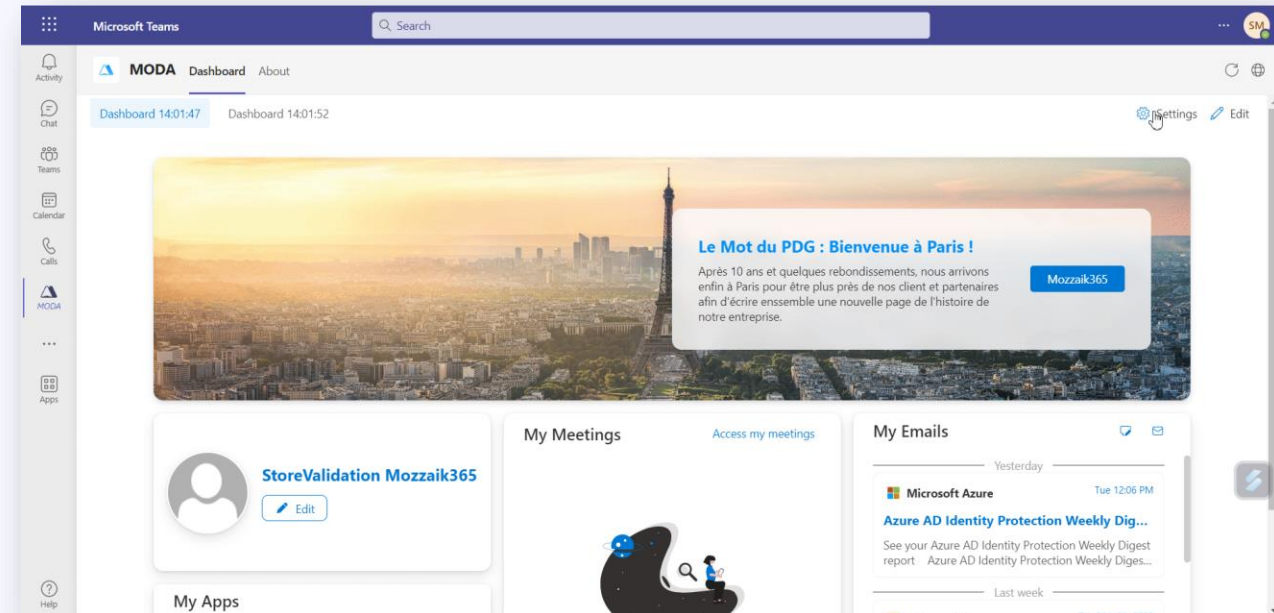 Microsoft Teams
Search
SM
Activity
Chat
Teams
Calendar
Calls
MODA
Apps
Help
MODA Dashboard About
Dashboard 14:01:47 Dashboard 14:01:52
Settings Edit
Le Mot du PDG : Bienvenue à Paris !
Après 10 ans et quelques rebondissements, nous arrivons
enfin à Paris pour être plus près de nos client et partenaires
afin d'écrire enssemble une nouvelle page de l'histoire de
notre entreprise.
Mozzaik365
StoreValidation Mozzaik365
Edit
My Apps
My Meetings Access my meetings
My Emails
Yesterday
Microsoft Azure Tue 12:06 PM
Azure AD Identity Protection Weekly Dig...
See your Azure AD Identity Protection Weekly Digest
report Azure AD Identity Protection Weekly Diges...
Last week